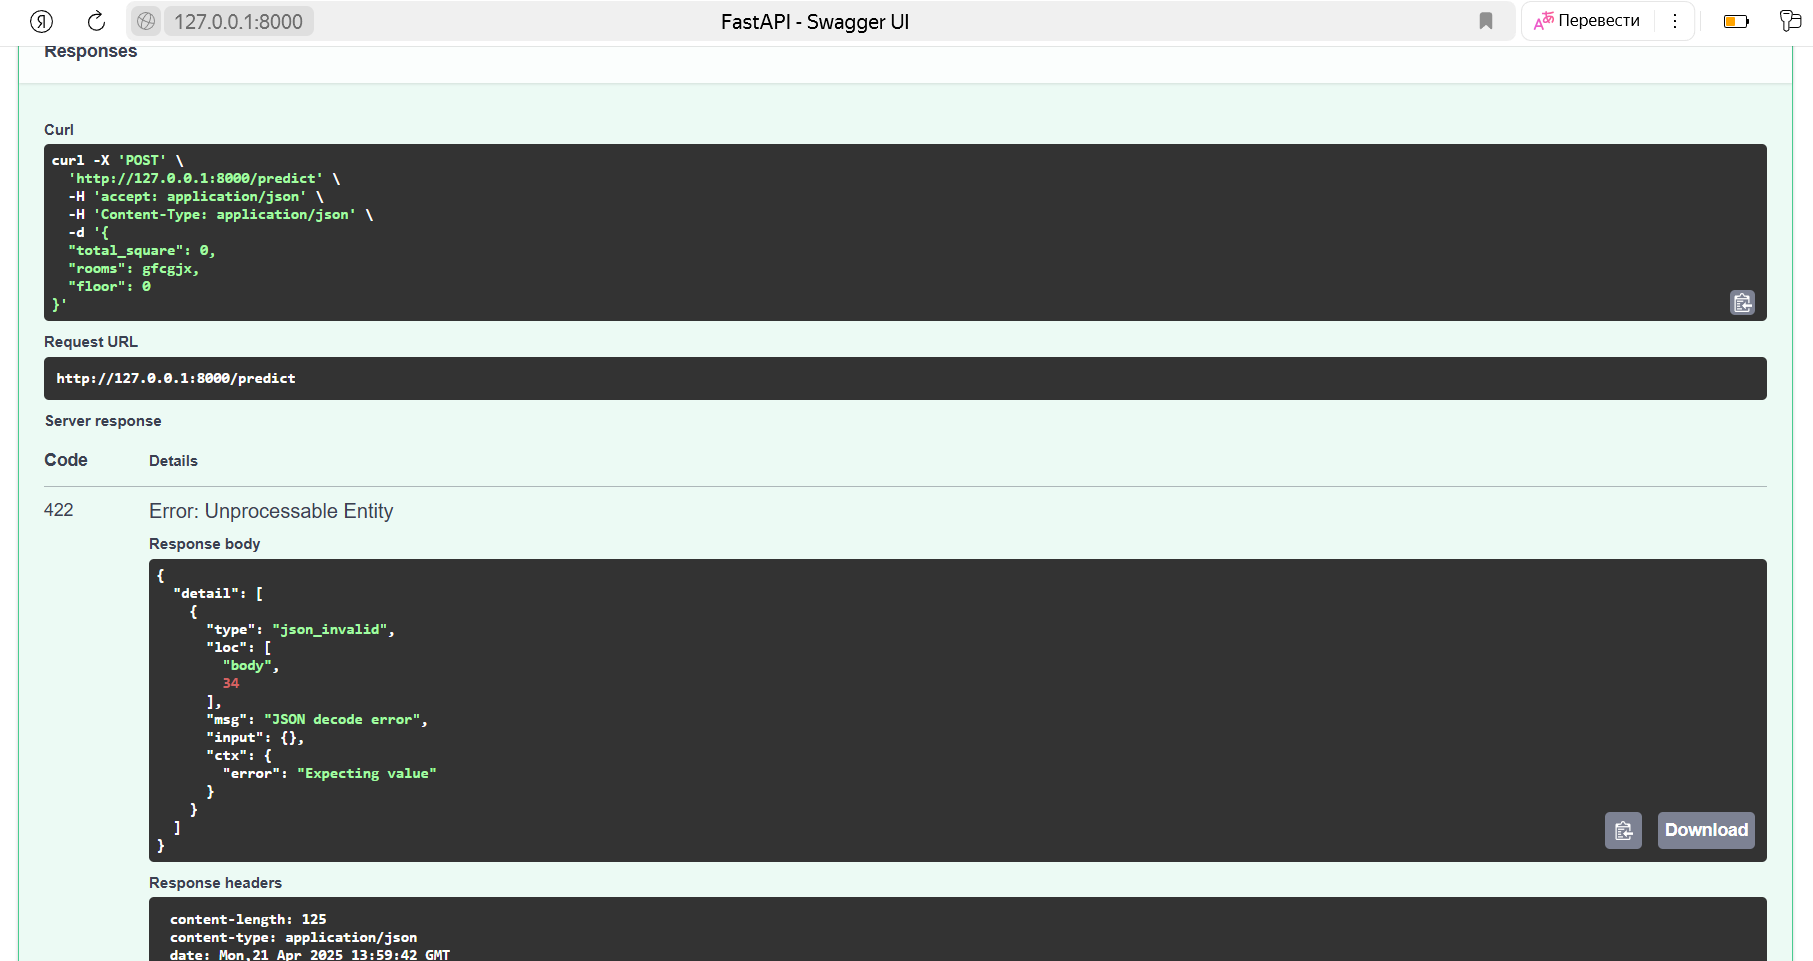 127.0.0.1:8000
FastAPI - Swagger UI
Перевести
Responses
Curl
curl -X 'POST' \
'http://127.0.0.1:8000/predict' \
-H 'accept: application/json' \
-H 'Content-Type: application/json' \
-d '{
"total_square": 0,
"rooms": gfcgjx,
"floor": 0
}'
Request URL
http://127.0.0.1:8000/predict
Server response
Code Details
422 Error: Unprocessable Entity
Response body
{
"detail": [
{
"type": "json_invalid",
"loc": [
"body",
34
],
"msg": "JSON decode error",
"input": {},
"ctx": {
"error": "Expecting value"
}
}
]
}
Download
Response headers
content-length: 125
content-type: application/json
date: Mon,21 Apr 2025 13:59:42 GMT